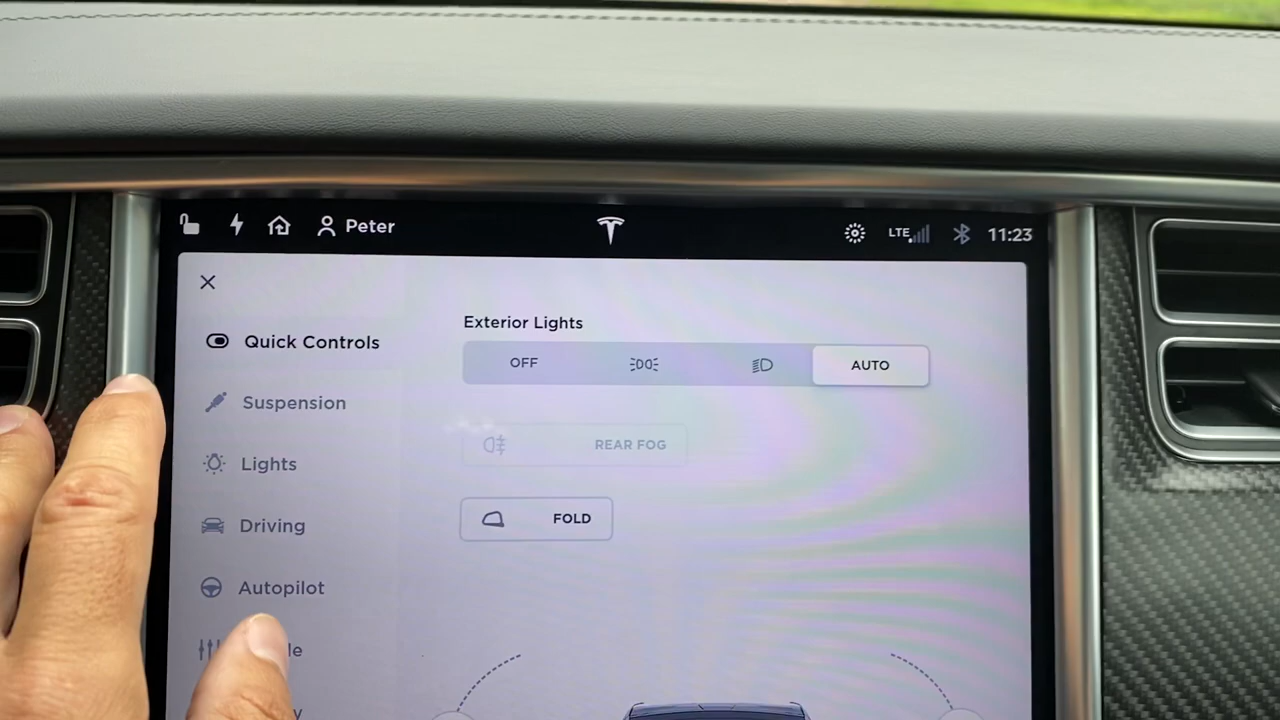 Peter
LTE
11:23
Quick Controls
Suspension
Lights
Driving
Autopilot
Exterior Lights
OFF
AUTO
REAR FOG
FOLD